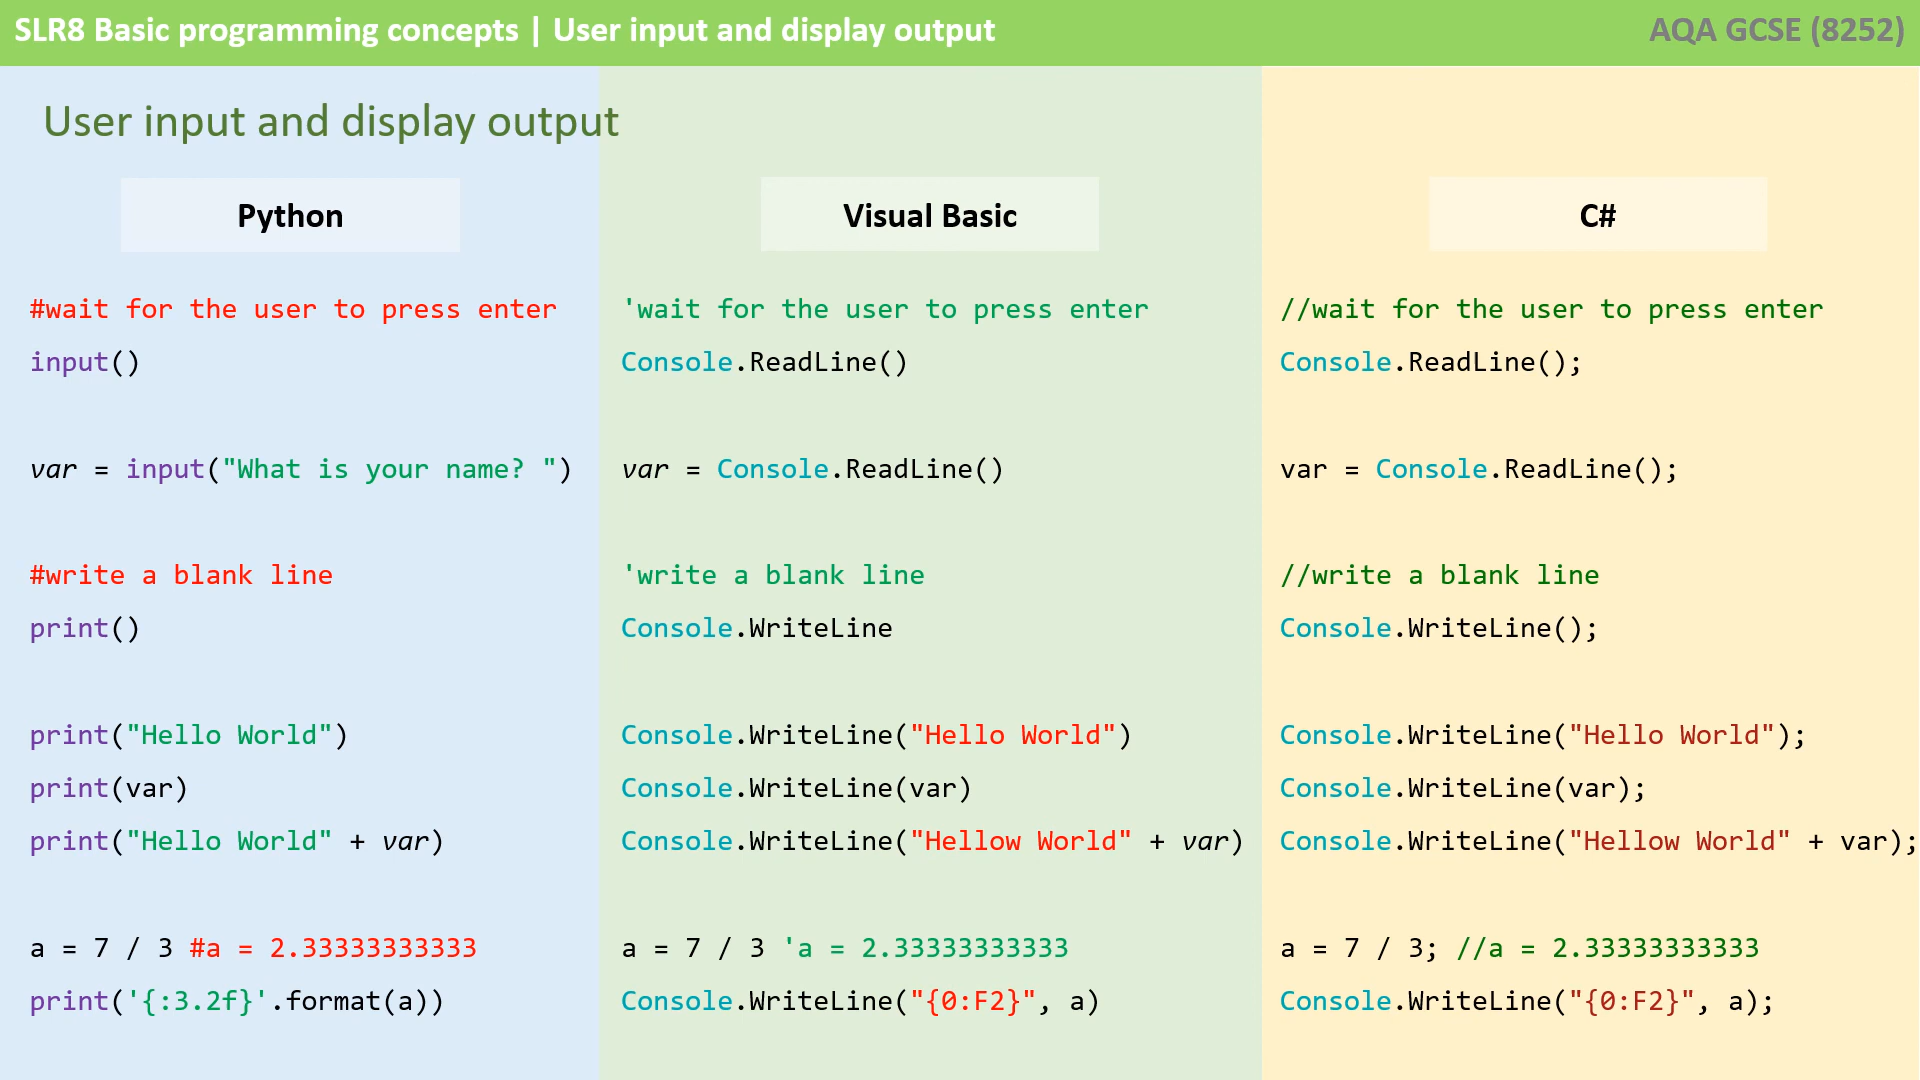 SLR8 Basic programming concepts | User input and display output
AQA GCSE (8252)
User input and display output
Python
#wait for the user to press enter
input()
var = input("What is your name? ")
#write a blank line
print()
print("Hello World")
print(var)
print("Hello World" + var)
a = 7 / 3 #a = 2.33333333333
print('{:3.2f}'.format(a))
Visual Basic
'wait for the user to press enter
Console.ReadLine()
var = Console.ReadLine()
'write a blank line
Console.WriteLine
Console.WriteLine("Hello World")
Console.WriteLine(var)
Console.WriteLine("Hellow World" + var)
a = 7 / 3 'a = 2.33333333333
Console.WriteLine("{0:F2}", a)
C#
//wait for the user to press enter
Console.ReadLine();
var = Console.ReadLine();
//write a blank line
Console.WriteLine();
Console.WriteLine("Hello World");
Console.WriteLine(var);
Console.WriteLine("Hellow World" + var);
a = 7 / 3; //a = 2.33333333333
Console.WriteLine("{0:F2}", a);